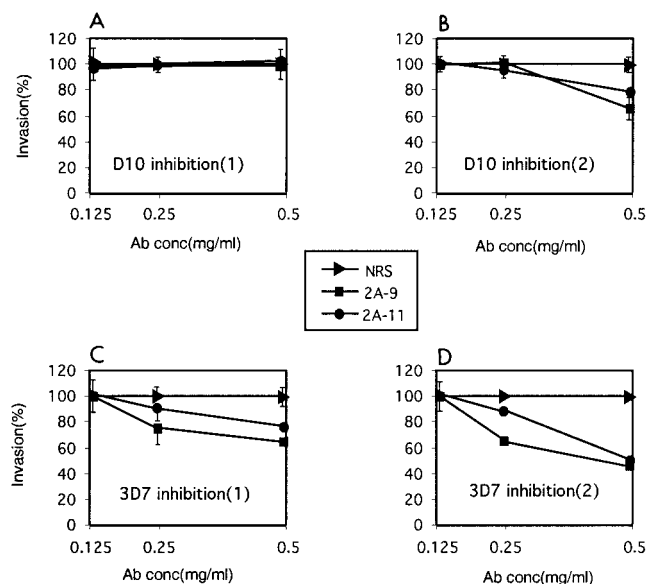 A
120
100
80
60
40
20
0
Invasion(%)
D10 inhibition(1)
0.125 0.25 0.5
Ab conc(mg/ml)
B
120
100
80
60
40
20
0
D10 inhibition(2)
0.125 0.25 0.5
Ab conc(mg/ml)
NRS
2A-9
2A-11
C
120
100
80
60
40
20
0
Invasion(%)
3D7 inhibition(1)
0.125 0.25 0.5
Ab conc(mg/ml)
D
120
100
80
60
40
20
0
3D7 inhibition(2)
0.125 0.25 0.5
Ab conc(mg/ml)